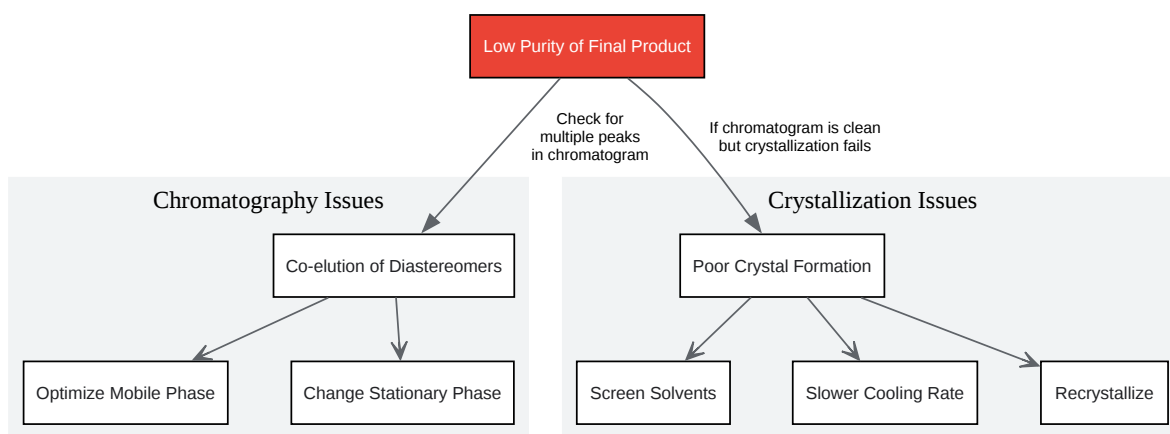 Low Purity of Final Product
Check for
multiple peaks
in chromatogram
If chromatogram is clean
but crystallization fails
Chromatography Issues
Crystallization Issues
Co-elution of Diastereomers
Poor Crystal Formation
Optimize Mobile Phase
Change Stationary Phase
Screen Solvents
Slower Cooling Rate
Recrystallize